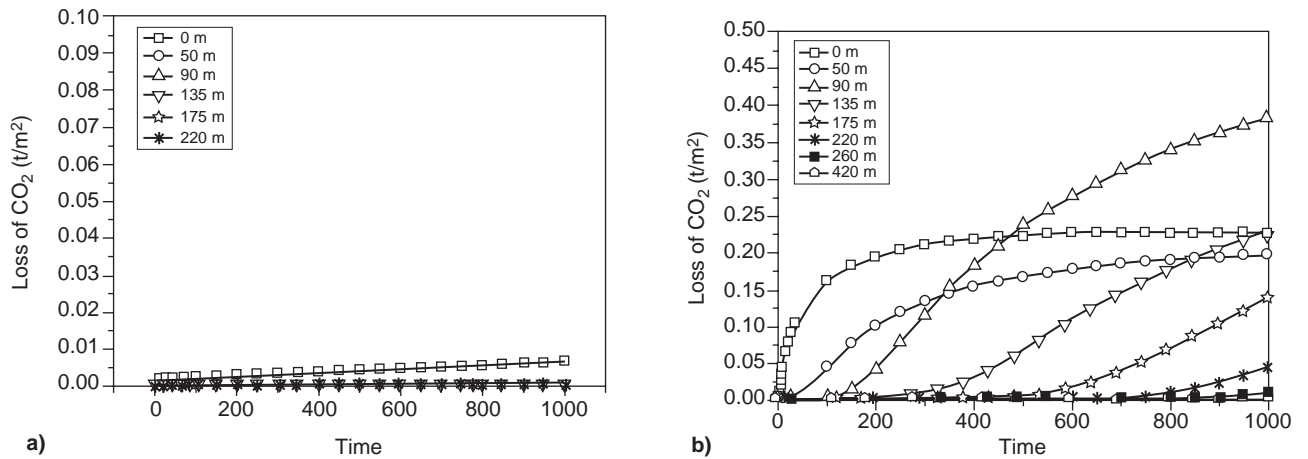 0.10
0.09
0.08
0.07
0.06
0.05
0.04
0.03
0.02
0.01
0.00
Loss of CO2 (t/m2)
0 m
50 m
90 m
135 m
175 m
220 m
0
200
400
600
800
1000
Time
a)
0.50
0.45
0.40
0.35
0.30
0.25
0.20
0.15
0.10
0.05
0.00
Loss of CO2 (t/m2)
0 m
50 m
90 m
135 m
175 m
220 m
260 m
420 m
0
200
400
600
800
1000
Time
b)